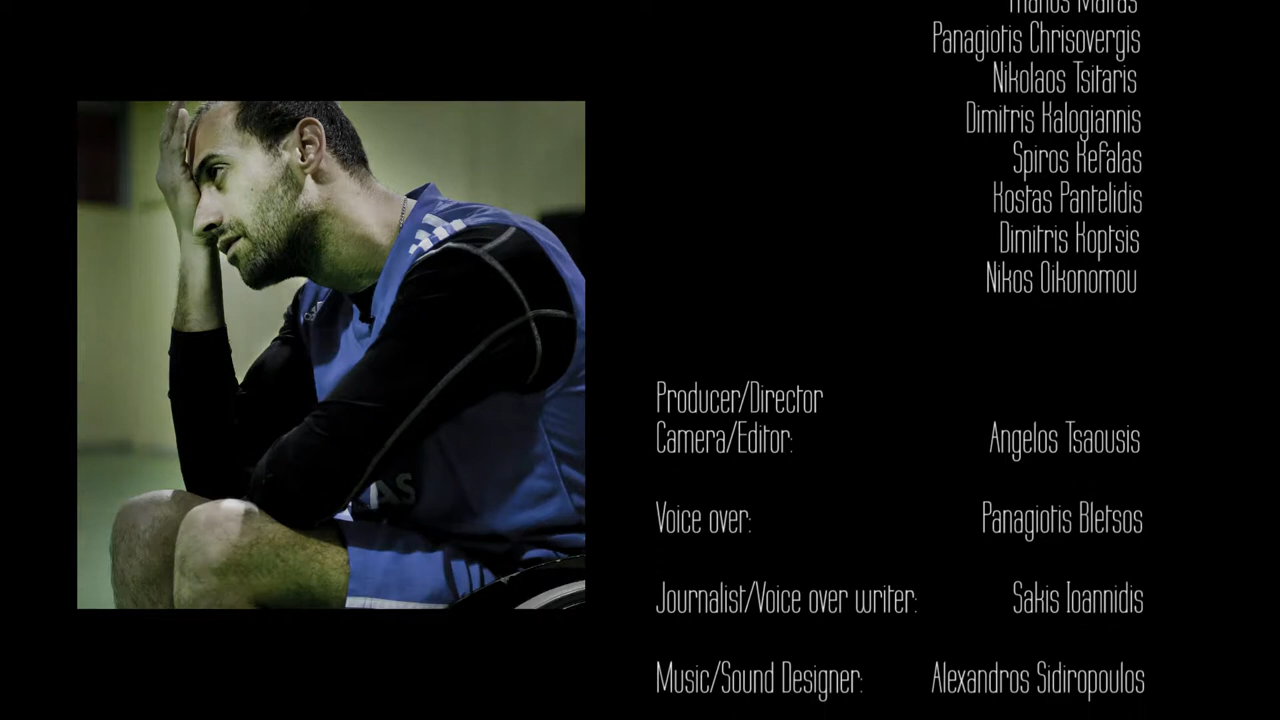 Panagiotis Chrisovergis
Nikolaos Tsitaris
Dimitris Kalogiannis
Spiros Kefalas
Kostas Pantelidis
Dimitris Koptsis
Nikos Oikonomou
Producer/Director
Camera/Editor: Angelos Tsaousis
Voice over: Panagiotis Bletsos
Journalist/Voice over writer: Sakis Ioannidis
Music/Sound Designer: Alexandros Sidiropoulos